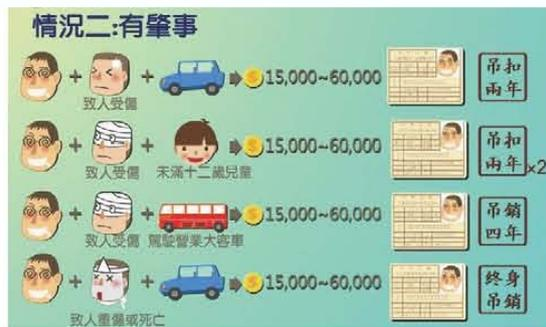 情況二:有肇事
15,000~60,000
吊扣
兩年
致人受傷
15,000~60,000
吊扣
兩年
x2
致人受傷 未滿十二歲兒童
15,000~60,000
吊銷
四年
致人受傷 駕駛營業大客車
15,000~60,000
終身
吊銷
致人重傷或死亡